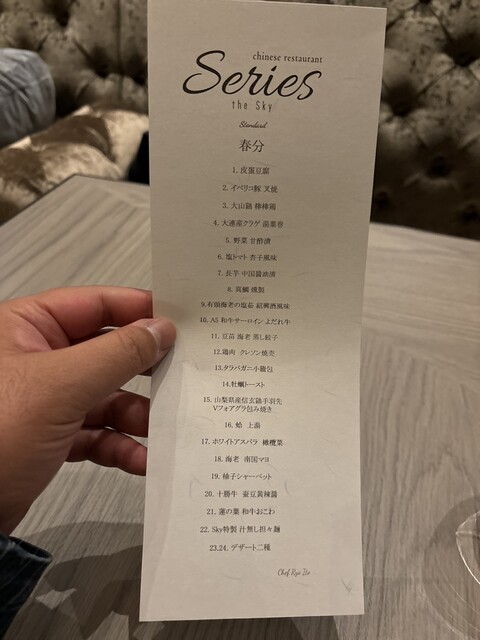 chinese restaurant
Series
the Sky
Standard
春分
1. 皮蛋豆腐
2. イベリコ豚 叉焼
3. 大山鶏 棒棒鶏
4. 大連産クラゲ 湯葉巻
5. 野菜 甘酢漬
6. 塩トマト 杏子風味
7. 長芋 中国醤油漬
8. 真鯛 燻製
9. 有頭海老の塩茹 紹興酒風味
10. A5 和牛サーロイン よだれ牛
11. 豆苗 海老 蒸し餃子
12. 鶏肉 クレソン焼売
13. タラバガニ小籠包
14. 牡蠣トースト
15. 山梨県産信玄鶏手羽先
Vフォアグラ包み焼き
16. 蛤 上湯
17. ホワイトアスパラ 橄欖菜
18. 海老 南国マヨ
19. 柚子シャーベット
20. 十勝牛 蚕豆黄辣醤
21. 蓮の葉 和牛おこわ
22. Sky特製 汁無し担々麺
23.24. デザート二種
Chef Ryo Ito